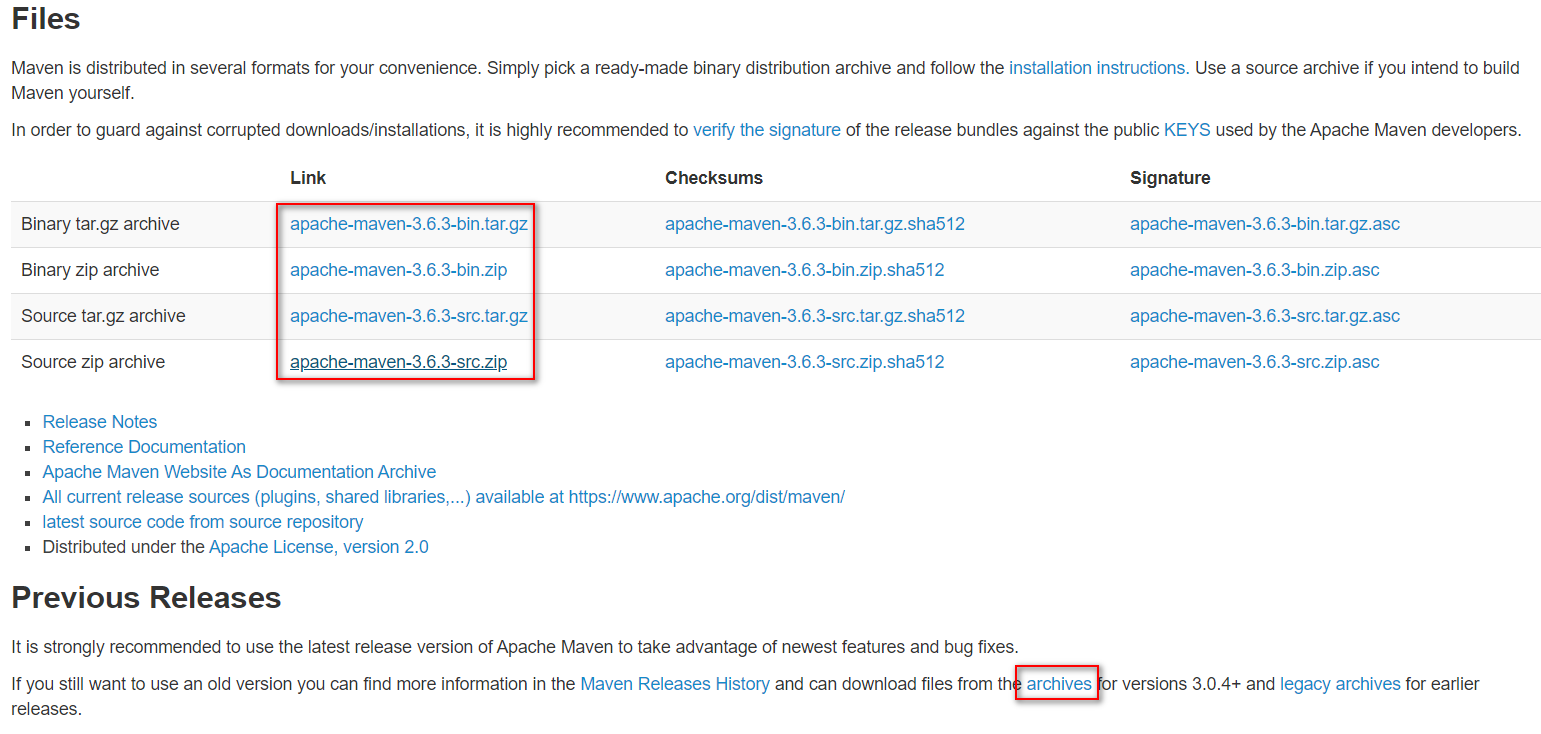 Files
Maven is distributed in several formats for your convenience. Simply pick a ready-made binary distribution archive and follow the installation instructions. Use a source archive if you intend to build
Maven yourself.
In order to guard against corrupted downloads/installations, it is highly recommended to verify the signature of the release bundles against the public KEYS used by the Apache Maven developers.
Link Checksums Signature
Binary tar.gz archive apache-maven-3.6.3-bin.tar.gz apache-maven-3.6.3-bin.tar.gz.sha512 apache-maven-3.6.3-bin.tar.gz.asc
Binary zip archive apache-maven-3.6.3-bin.zip apache-maven-3.6.3-bin.zip.sha512 apache-maven-3.6.3-bin.zip.asc
Source tar.gz archive apache-maven-3.6.3-src.tar.gz apache-maven-3.6.3-src.tar.gz.sha512 apache-maven-3.6.3-src.tar.gz.asc
Source zip archive apache-maven-3.6.3-src.zip apache-maven-3.6.3-src.zip.sha512 apache-maven-3.6.3-src.zip.asc
Release Notes
Reference Documentation
Apache Maven Website As Documentation Archive
All current release sources (plugins, shared libraries,...) available at https://www.apache.org/dist/maven/
latest source code from source repository
Distributed under the Apache License, version 2.0
Previous Releases
It is strongly recommended to use the latest release version of Apache Maven to take advantage of newest features and bug fixes.
If you still want to use an old version you can find more information in the Maven Releases History and can download files from the archives for versions 3.0.4+ and legacy archives for earlier
releases.